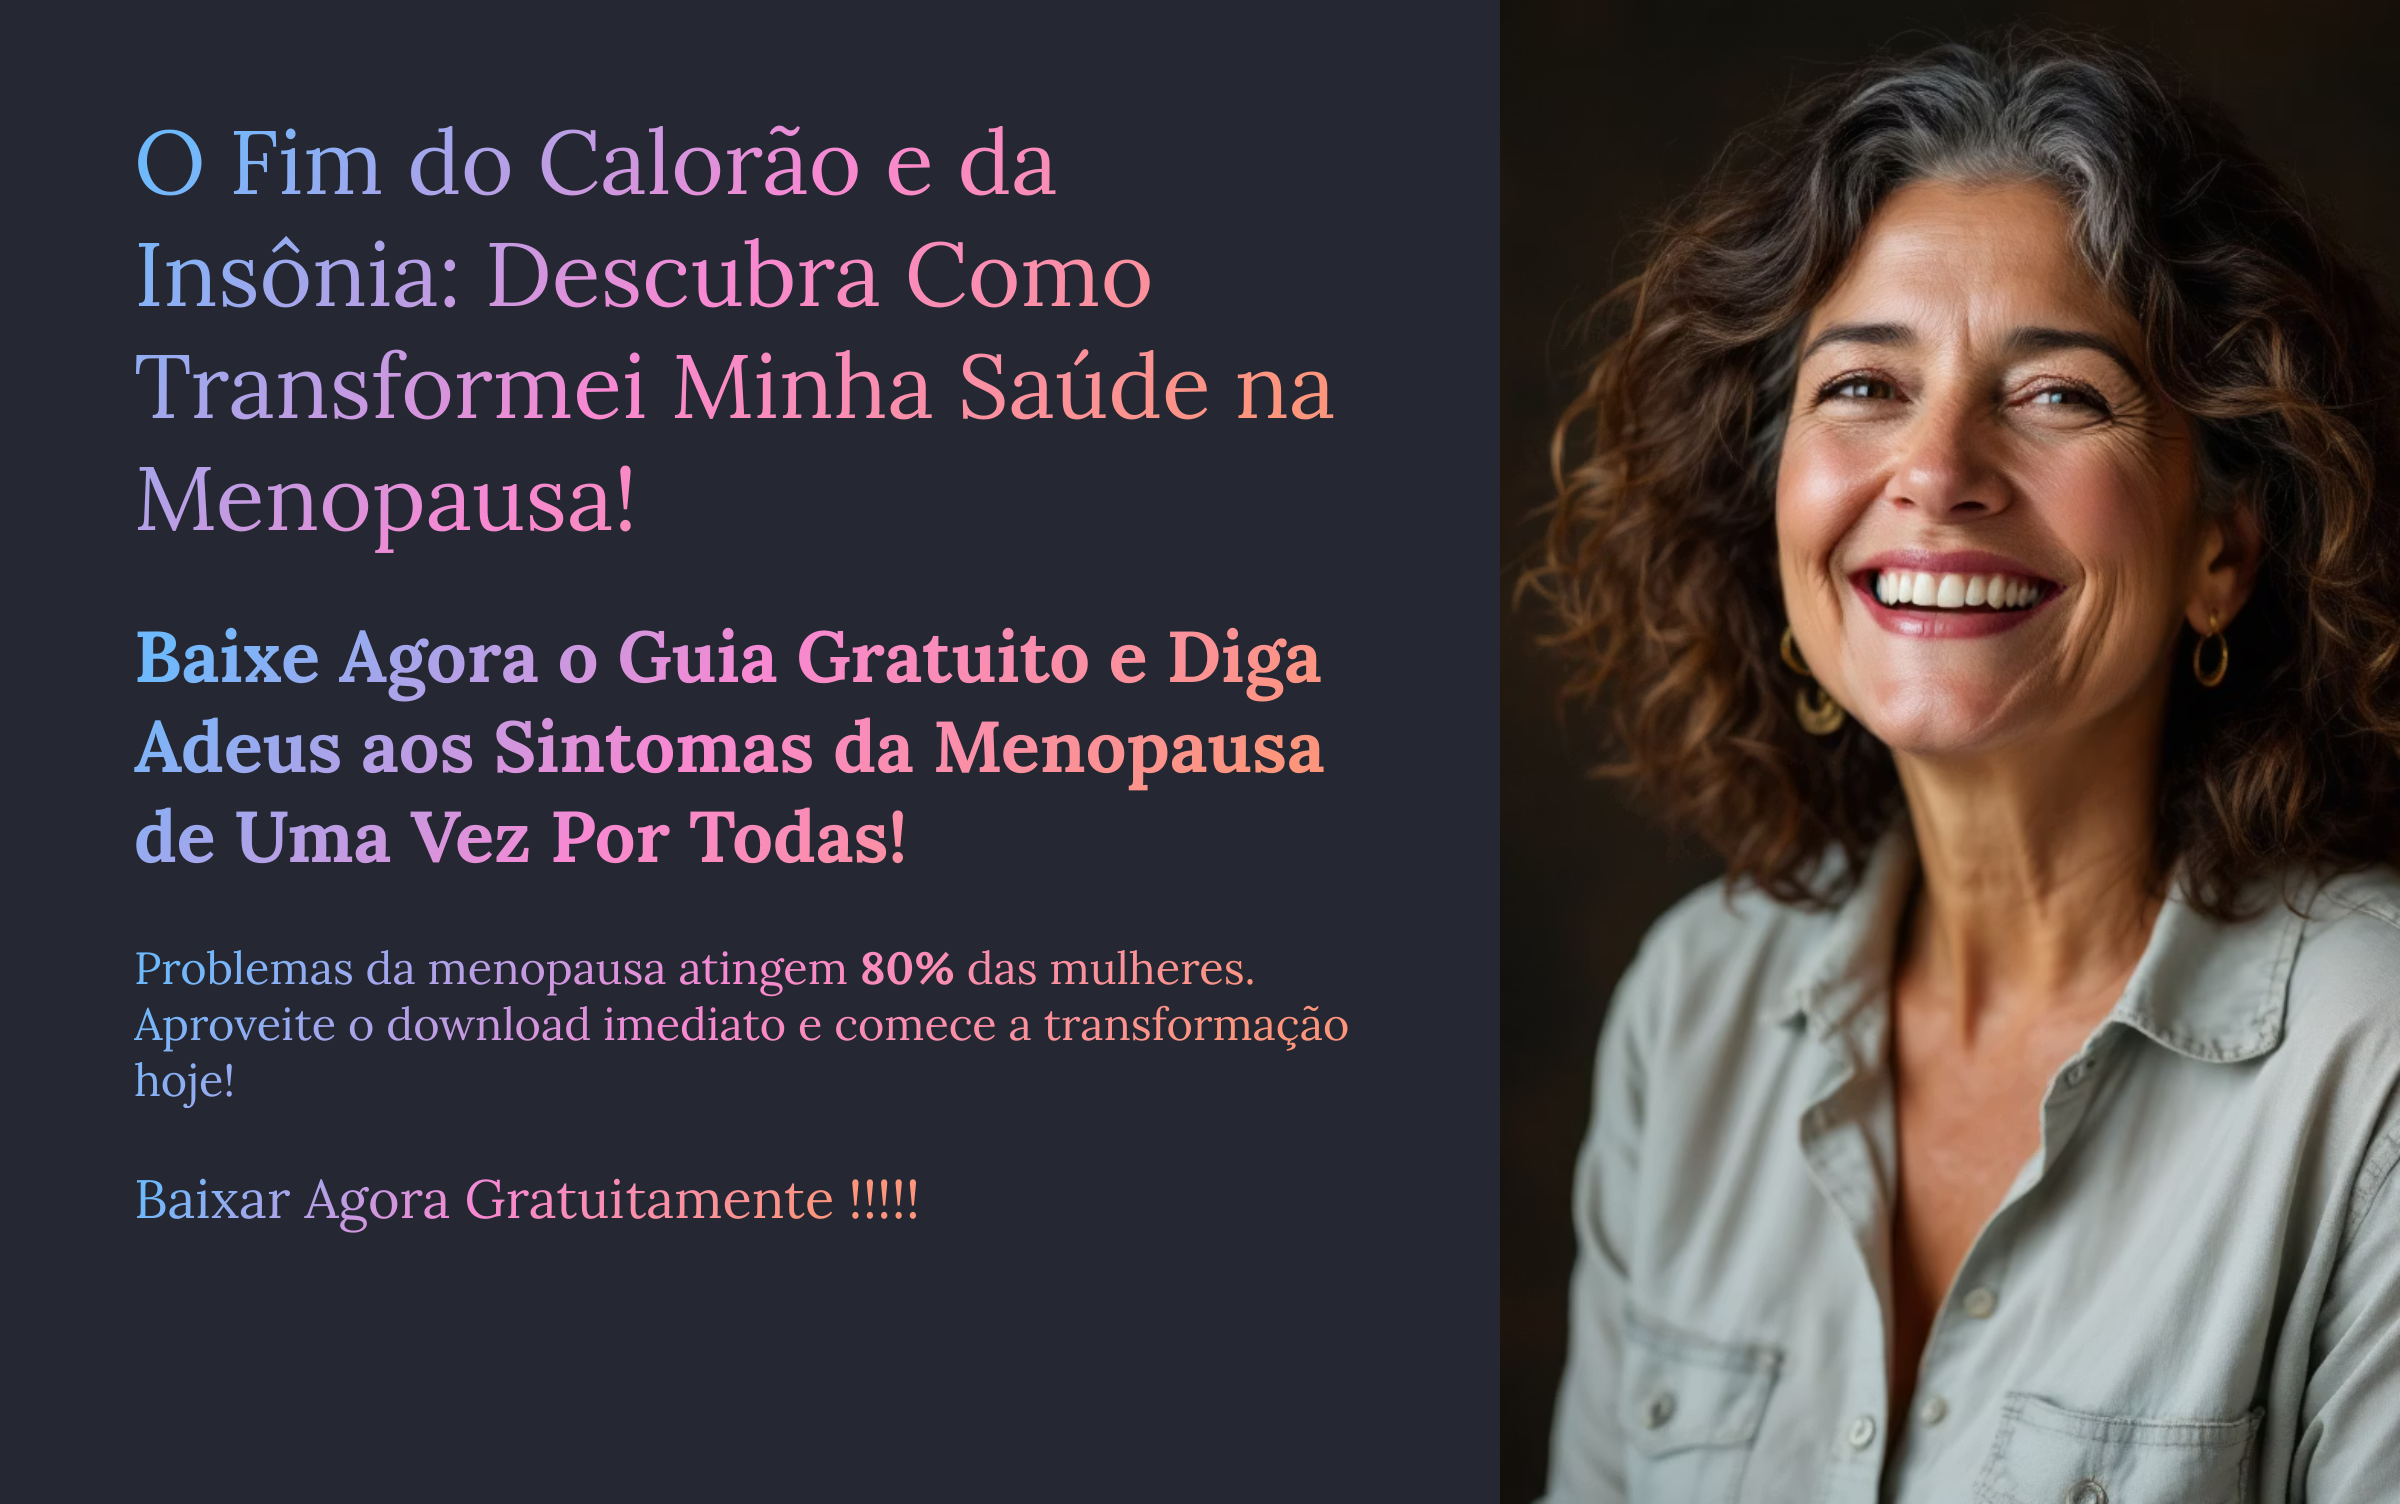 O Fim do Calorão e da
Insônia: Descubra Como
Transformei Minha Saúde na
Menopausa!
Baixe Agora o Guia Gratuito e Diga
Adeus aos Sintomas da Menopausa
de Uma Vez Por Todas!
Problemas da menopausa atingem 80% das mulheres.
Aproveite o download imediato e comece a transformação
hoje!
Baixar Agora Gratuitamente !!!!!